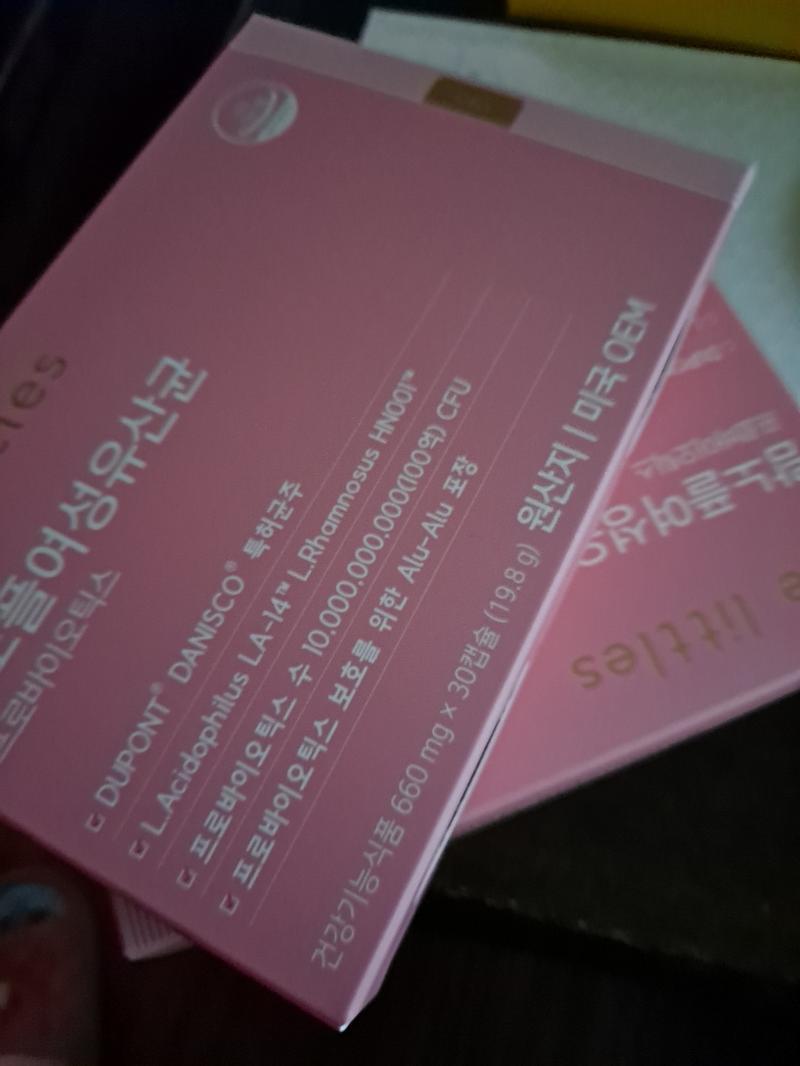 플여성유산균
프로바이오틱스
DUPONT® DANISCO® 특허균주
L.Acidophilus LA-14™ L.Rhamnosus HN001™
프로바이오틱스 수 10,000,000,000(100억) CFU
프로바이오틱스 보호를 위한 Alu-Alu 포장
건강기능식품 660 mg × 30캡슐 (19.8 g)
원산지 | 미국 OEM
littles